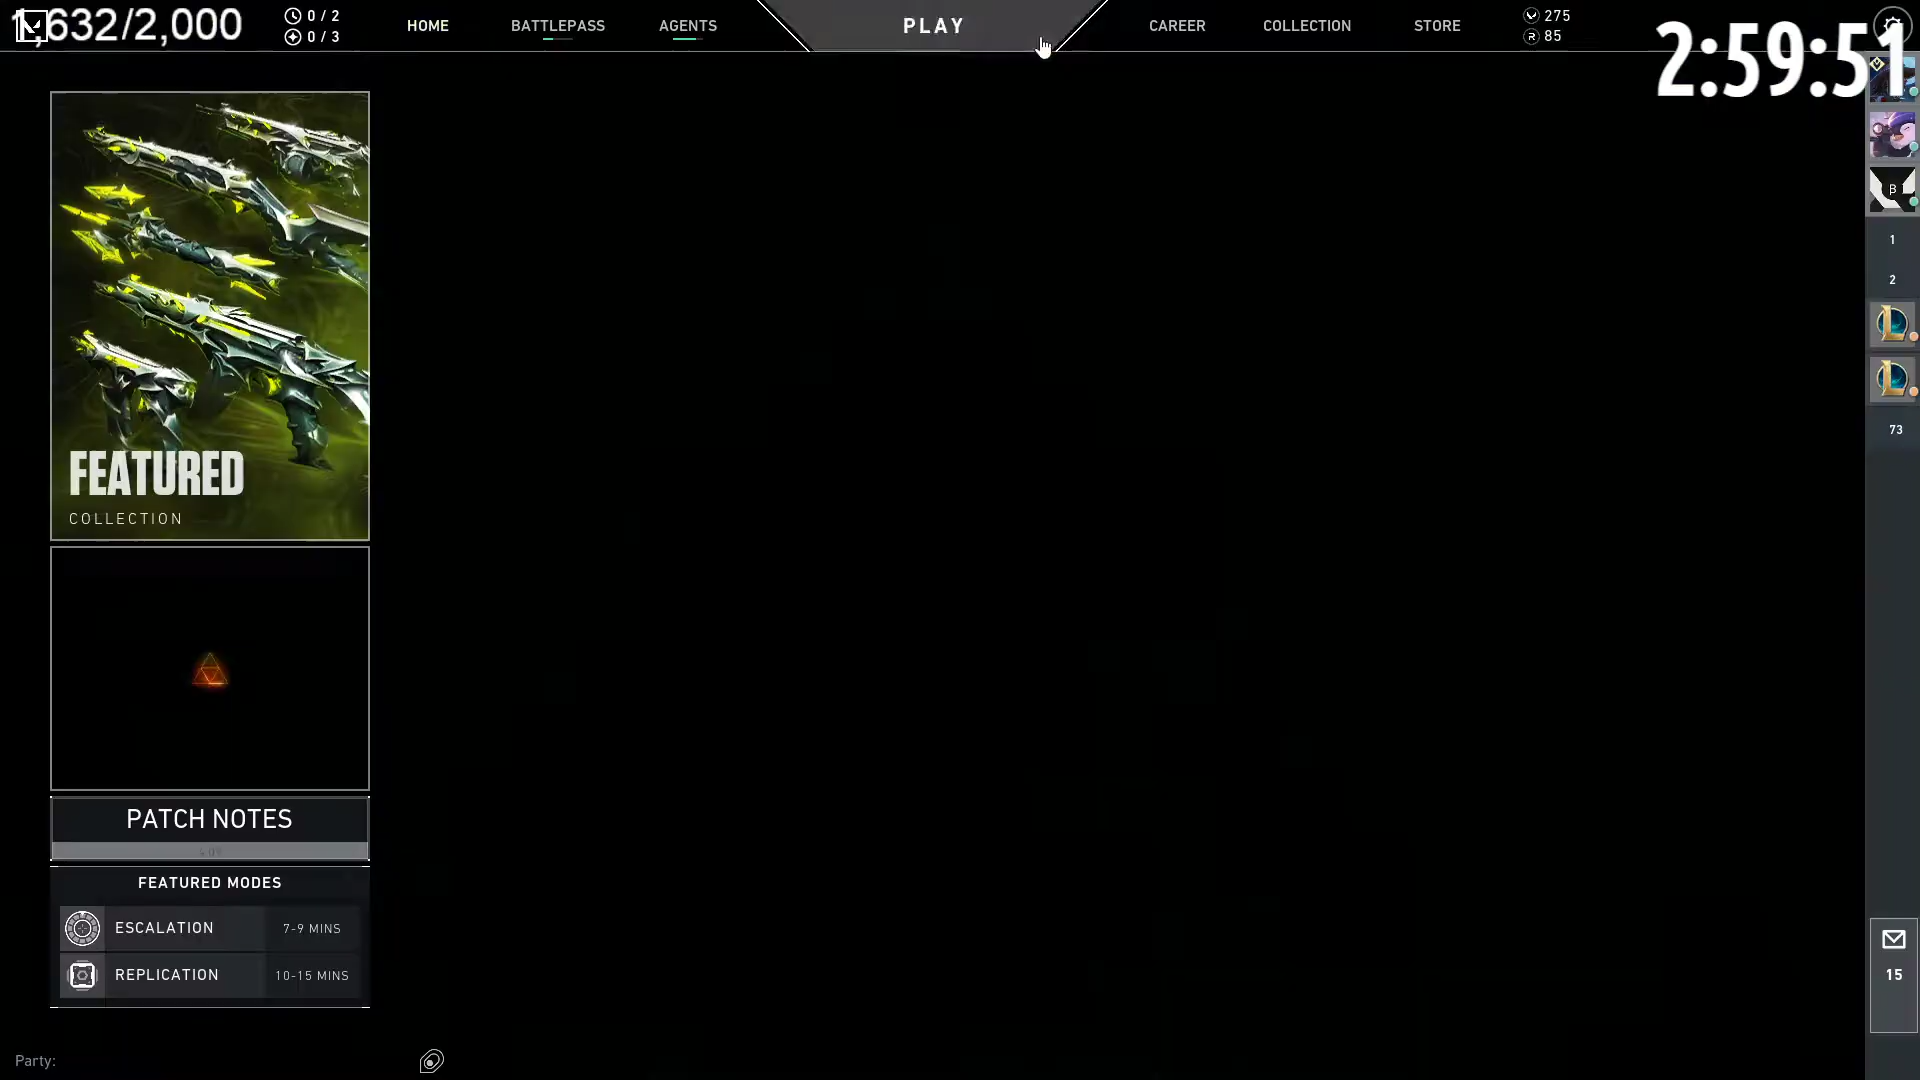 1,632/2,000
0 / 2
0 / 3
HOME
BATTLEPASS
AGENTS
PLAY
CAREER
COLLECTION
STORE
275
85
2:59:51
B
1
2
73
FEATURED
COLLECTION
PATCH NOTES
FEATURED MODES
ESCALATION
7-9 MINS
REPLICATION
10-15 MINS
15
Party: